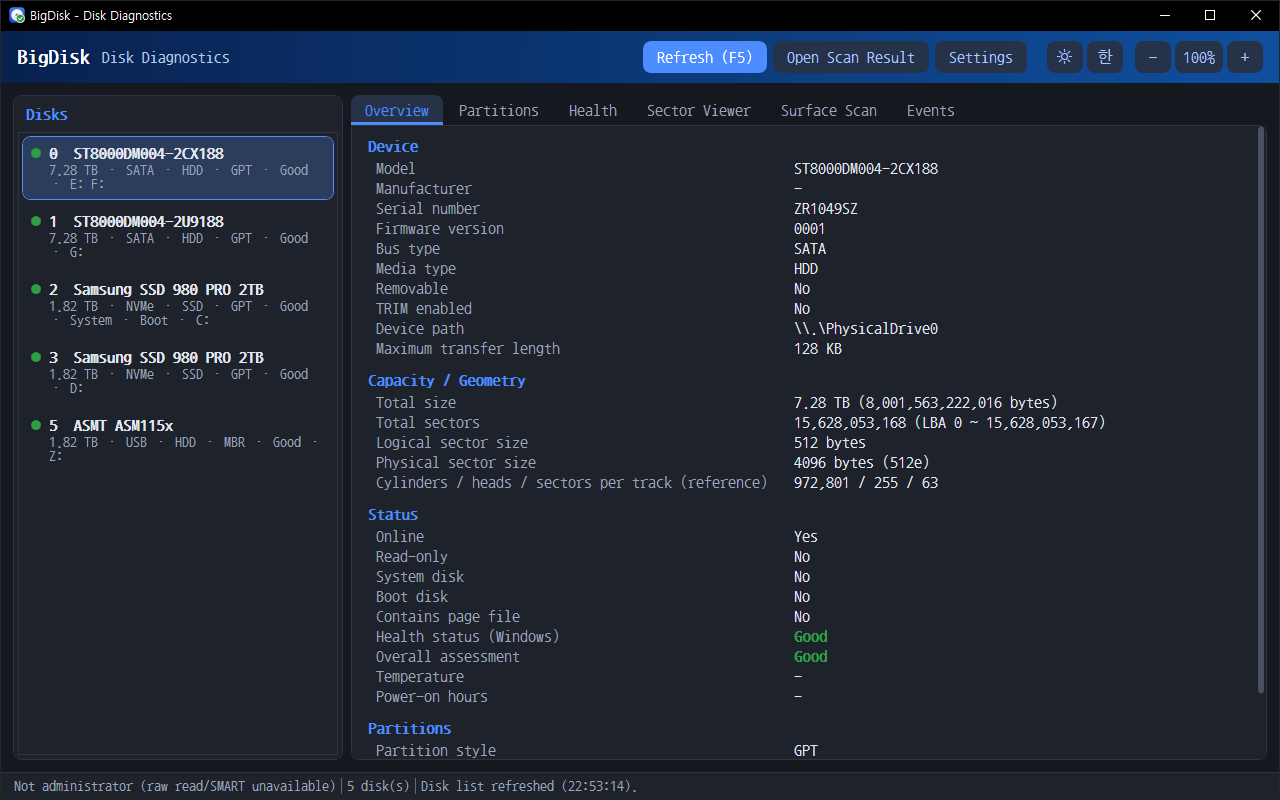 BigDisk - Disk Diagnostics
BigDisk Disk Diagnostics
Refresh (F5) Open Scan Result Settings 한 − 100% +
Disks
0 ST8000DM004-2CX188
7.28 TB · SATA · HDD · GPT · Good
· E: F:
1 ST8000DM004-2U9188
7.28 TB · SATA · HDD · GPT · Good
· G:
2 Samsung SSD 980 PRO 2TB
1.82 TB · NVMe · SSD · GPT · Good
· System · Boot · C:
3 Samsung SSD 980 PRO 2TB
1.82 TB · NVMe · SSD · GPT · Good
· D:
5 ASMT ASM115x
1.82 TB · USB · HDD · MBR · Good ·
Z:
Overview Partitions Health Sector Viewer Surface Scan Events
Device
Model ST8000DM004-2CX188
Manufacturer –
Serial number ZR1049SZ
Firmware version 0001
Bus type SATA
Media type HDD
Removable No
TRIM enabled No
Device path \\.\PhysicalDrive0
Maximum transfer length 128 KB
Capacity / Geometry
Total size 7.28 TB (8,001,563,222,016 bytes)
Total sectors 15,628,053,168 (LBA 0 ~ 15,628,053,167)
Logical sector size 512 bytes
Physical sector size 4096 bytes (512e)
Cylinders / heads / sectors per track (reference) 972,801 / 255 / 63
Status
Online Yes
Read-only No
System disk No
Boot disk No
Contains page file No
Health status (Windows) Good
Overall assessment Good
Temperature –
Power-on hours –
Partitions
Partition style GPT
Not administrator (raw read/SMART unavailable) 5 disk(s) Disk list refreshed (22:53:14).